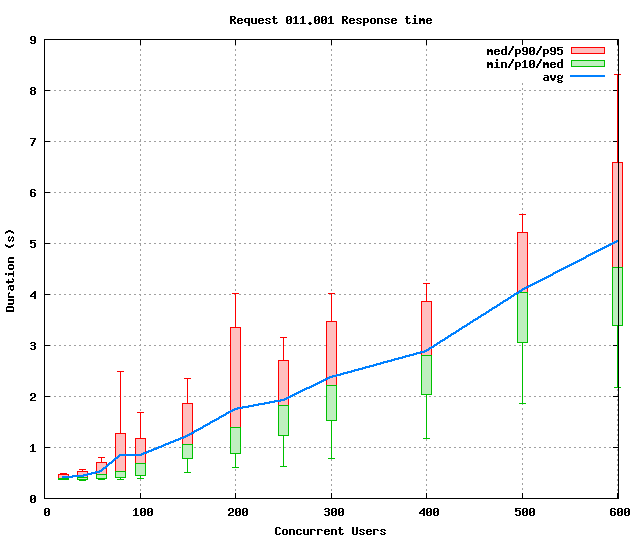 Request 011.001 Response time
med/p90/p95
min/p10/med
avg
9
8
7
6
5
4
3
2
1
0
Duration (s)
0 100 200 300 400 500 600
Concurrent Users